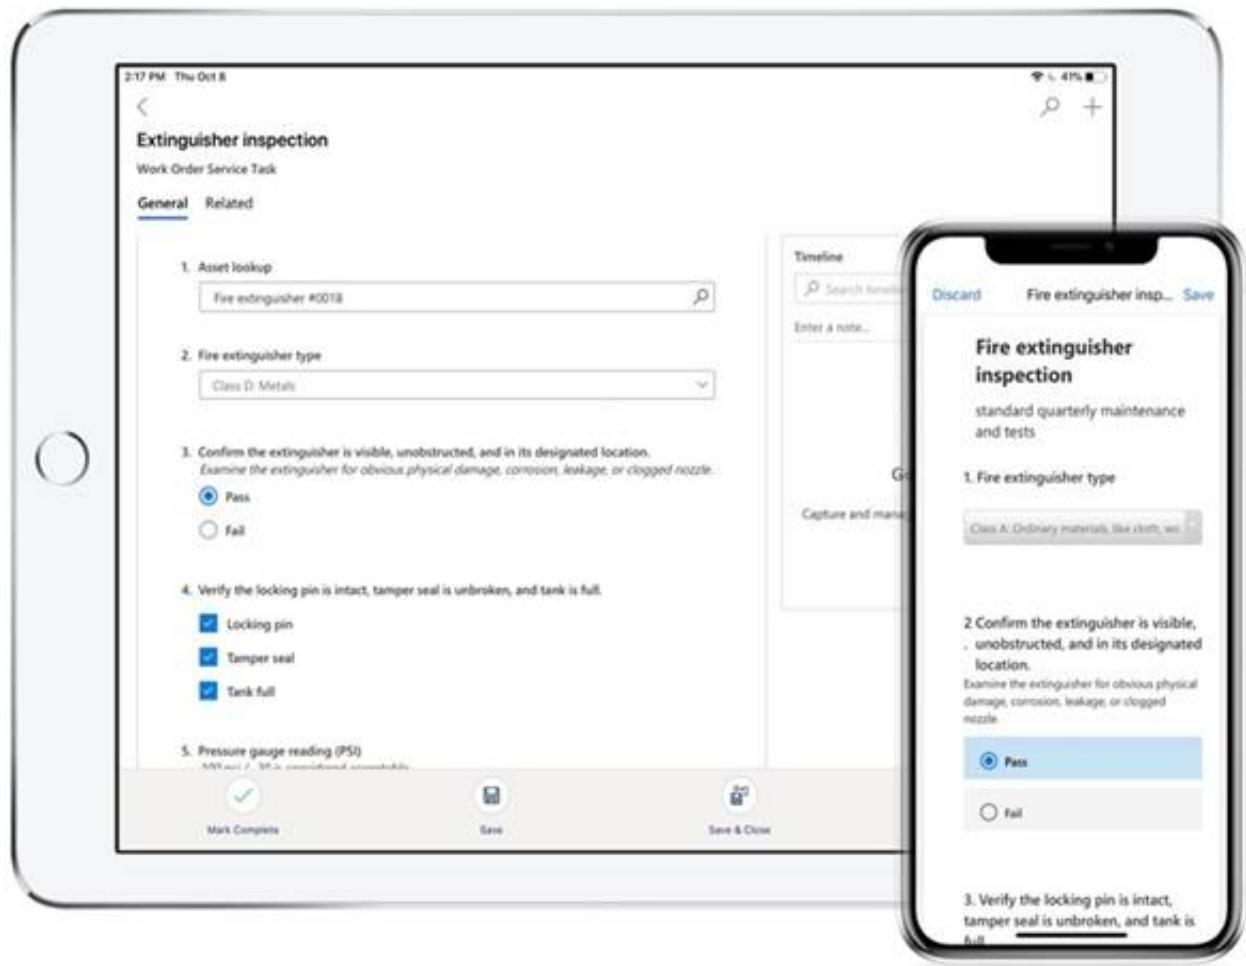 2:17 PM Thu Oct 8
41%
Extinguisher inspection
Work Order Service Task
General Related
1. Asset lookup
Fire extinguisher #0018
2. Fire extinguisher type
Class D: Metals
3. Confirm the extinguisher is visible, unobstructed, and in its designated location.
Examine the extinguisher for obvious physical damage, corrosion, leakage, or clogged nozzle.
Pass
Fail
4. Verify the locking pin is intact, tamper seal is unbroken, and tank is full.
Locking pin
Tamper seal
Tank full
5. Pressure gauge reading (PSI)
Mark Complete
Save
Save & Close
Timeline
Search
Enter a note...
Capture and
Discard
Fire extinguisher insp... Save
Fire extinguisher
inspection
standard quarterly maintenance
and tests
1. Fire extinguisher type
Class A: Ordinary materials, like cloth, wo
2 Confirm the extinguisher is visible,
. unobstructed, and in its designated
location.
Examine the extinguisher for obvious physical
damage, corrosion, leakage, or clogged
nozzle.
Pass
Fail
3. Verify the locking pin is intact,
tamper seal is unbroken, and tank is
full